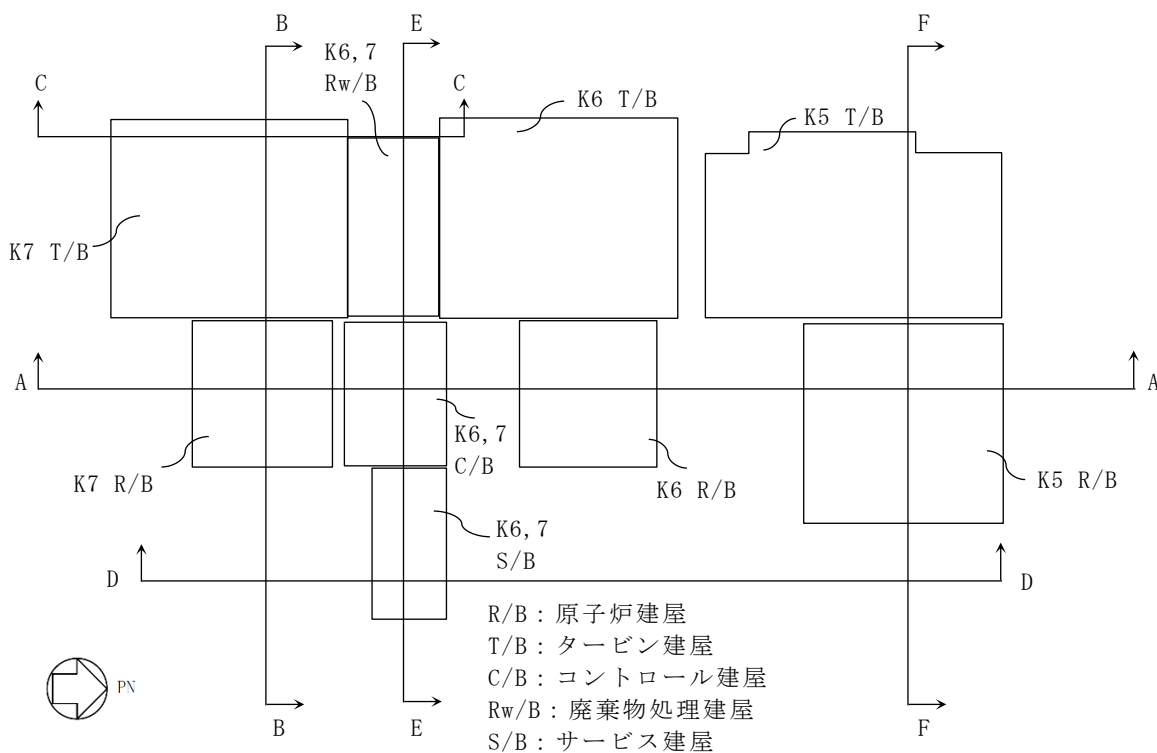 B
E
F
K6,7
Rw/B
C
C
K6 T/B
K5 T/B
K7 T/B
A
A
K6,7
C/B
K7 R/B
K6 R/B
K5 R/B
K6,7
S/B
D
D
R/B：原子炉建屋
T/B：タービン建屋
C/B：コントロール建屋
Rw/B：廃棄物処理建屋
S/B：サービス建屋
PN
B
E
F